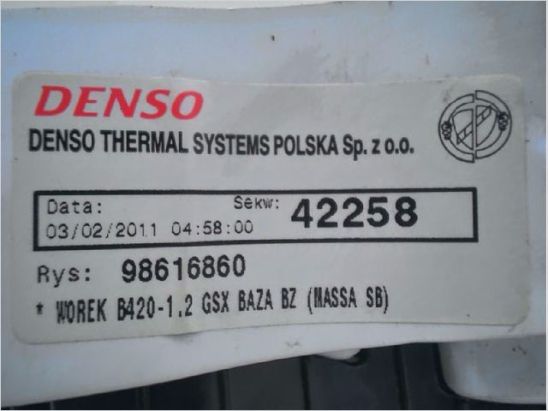 DENSO
DENSO THERMAL SYSTEMS POLSKA Sp. z o.o.
Data: Sekw: 42258
03/02/2011 04:58:00
Rys: 98616860
* WOREK B420-1.2 GSX BAZA BZ (MASSA SB)